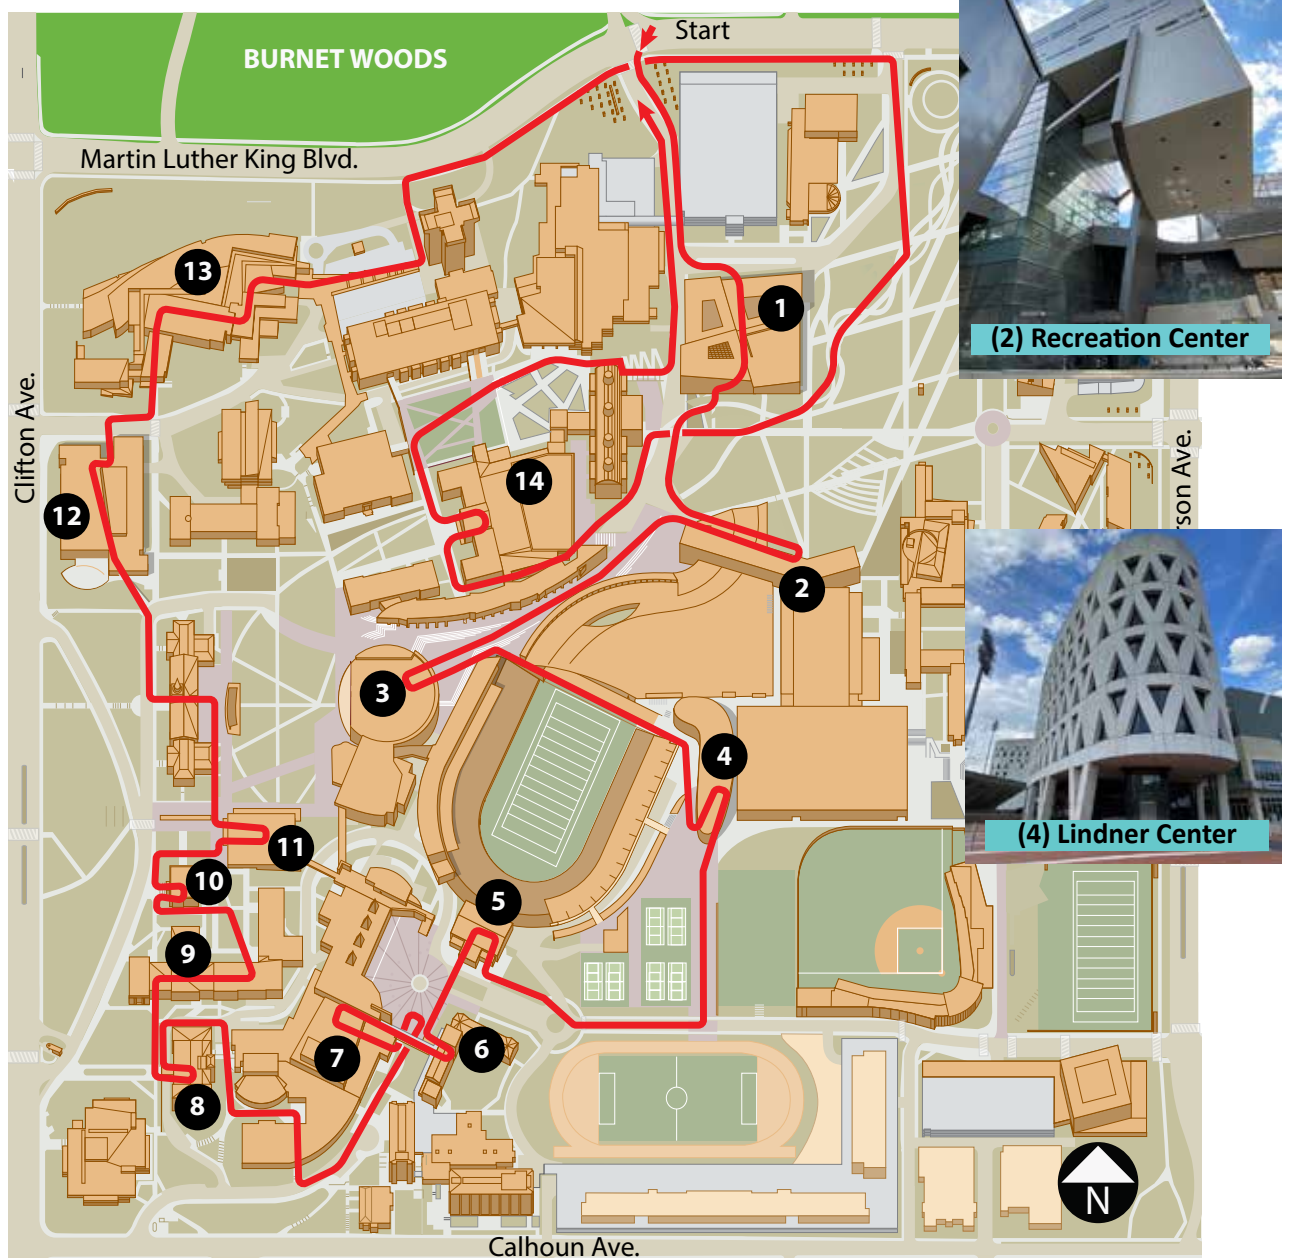 Start
BURNET WOODS
Martin Luther King Blvd.
13
1
(2) Recreation Center
Clifton Ave.
14
12
rson Ave.
2
3
4
(4) Lindner Center
11
10
5
9
6
7
8
N
Calhoun Ave.